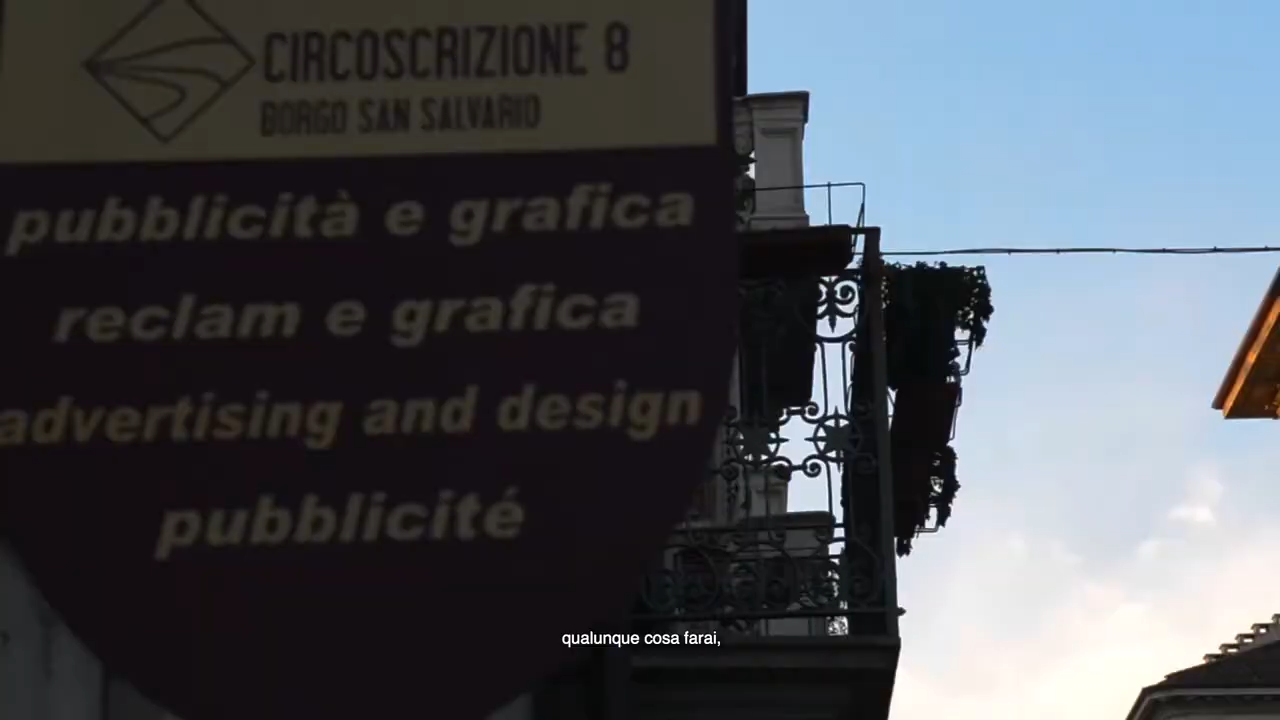 CIRCOSCRIZIONE 8
BORGO SAN SALVARIO
pubblicità e grafica
reclam e grafica
advertising and design
pubblicité
qualunque cosa farai,